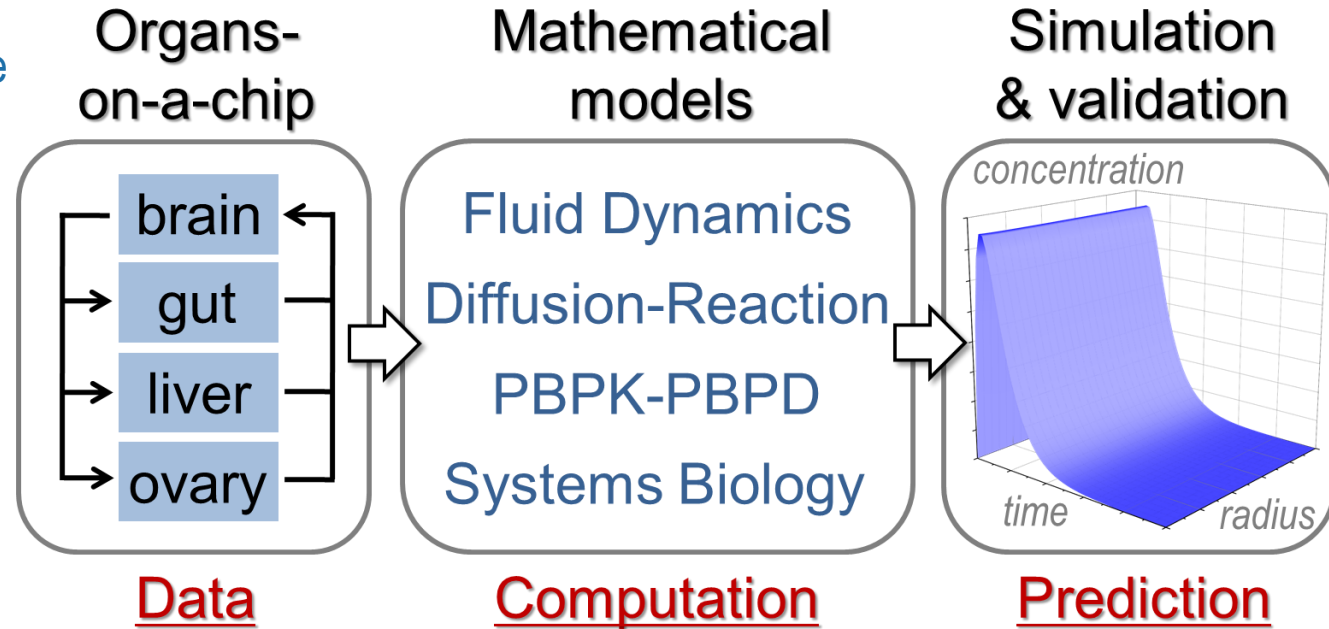 e
Organs-
on-a-chip
brain
gut
liver
ovary
Data
Mathematical
models
Fluid Dynamics
Diffusion-Reaction
PBPK-PBPD
Systems Biology
Computation
Simulation
& validation
concentration
time
radius
Prediction